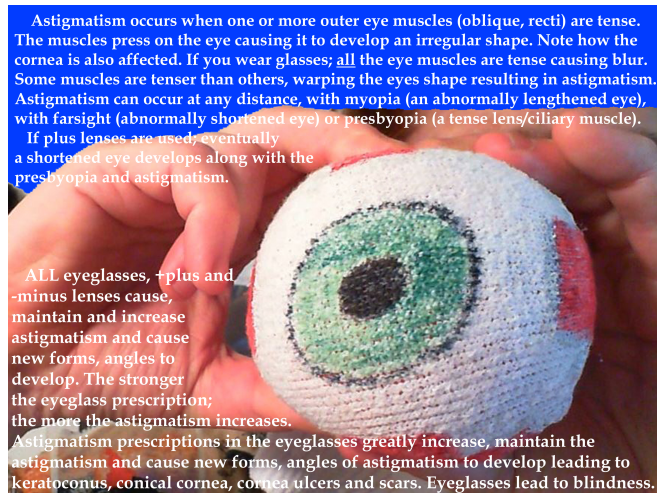 Astigmatism occurs when one or more outer eye muscles (oblique, recti) are tense.
The muscles press on the eye causing it to develop an irregular shape. Note how the
cornea is also affected. If you wear glasses; all the eye muscles are tense causing blur.
Some muscles are tenser than others, warping the eyes shape resulting in astigmatism.
Astigmatism can occur at any distance, with myopia (an abnormally lengthened eye),
with farsight (abnormally shortened eye) or presbyopia (a tense lens/ciliary muscle).
If plus lenses are used; eventually
a shortened eye develops along with the
presbyopia and astigmatism.
ALL eyeglasses, +plus and
-minus lenses cause,
maintain and increase
astigmatism and cause
new forms, angles to
develop. The stronger
the eyeglass prescription;
the more the astigmatism increases.
Astigmatism prescriptions in the eyeglasses greatly increase, maintain the
astigmatism and cause new forms, angles of astigmatism to develop leading to
keratoconus, conical cornea, cornea ulcers and scars. Eyeglasses lead to blindness.